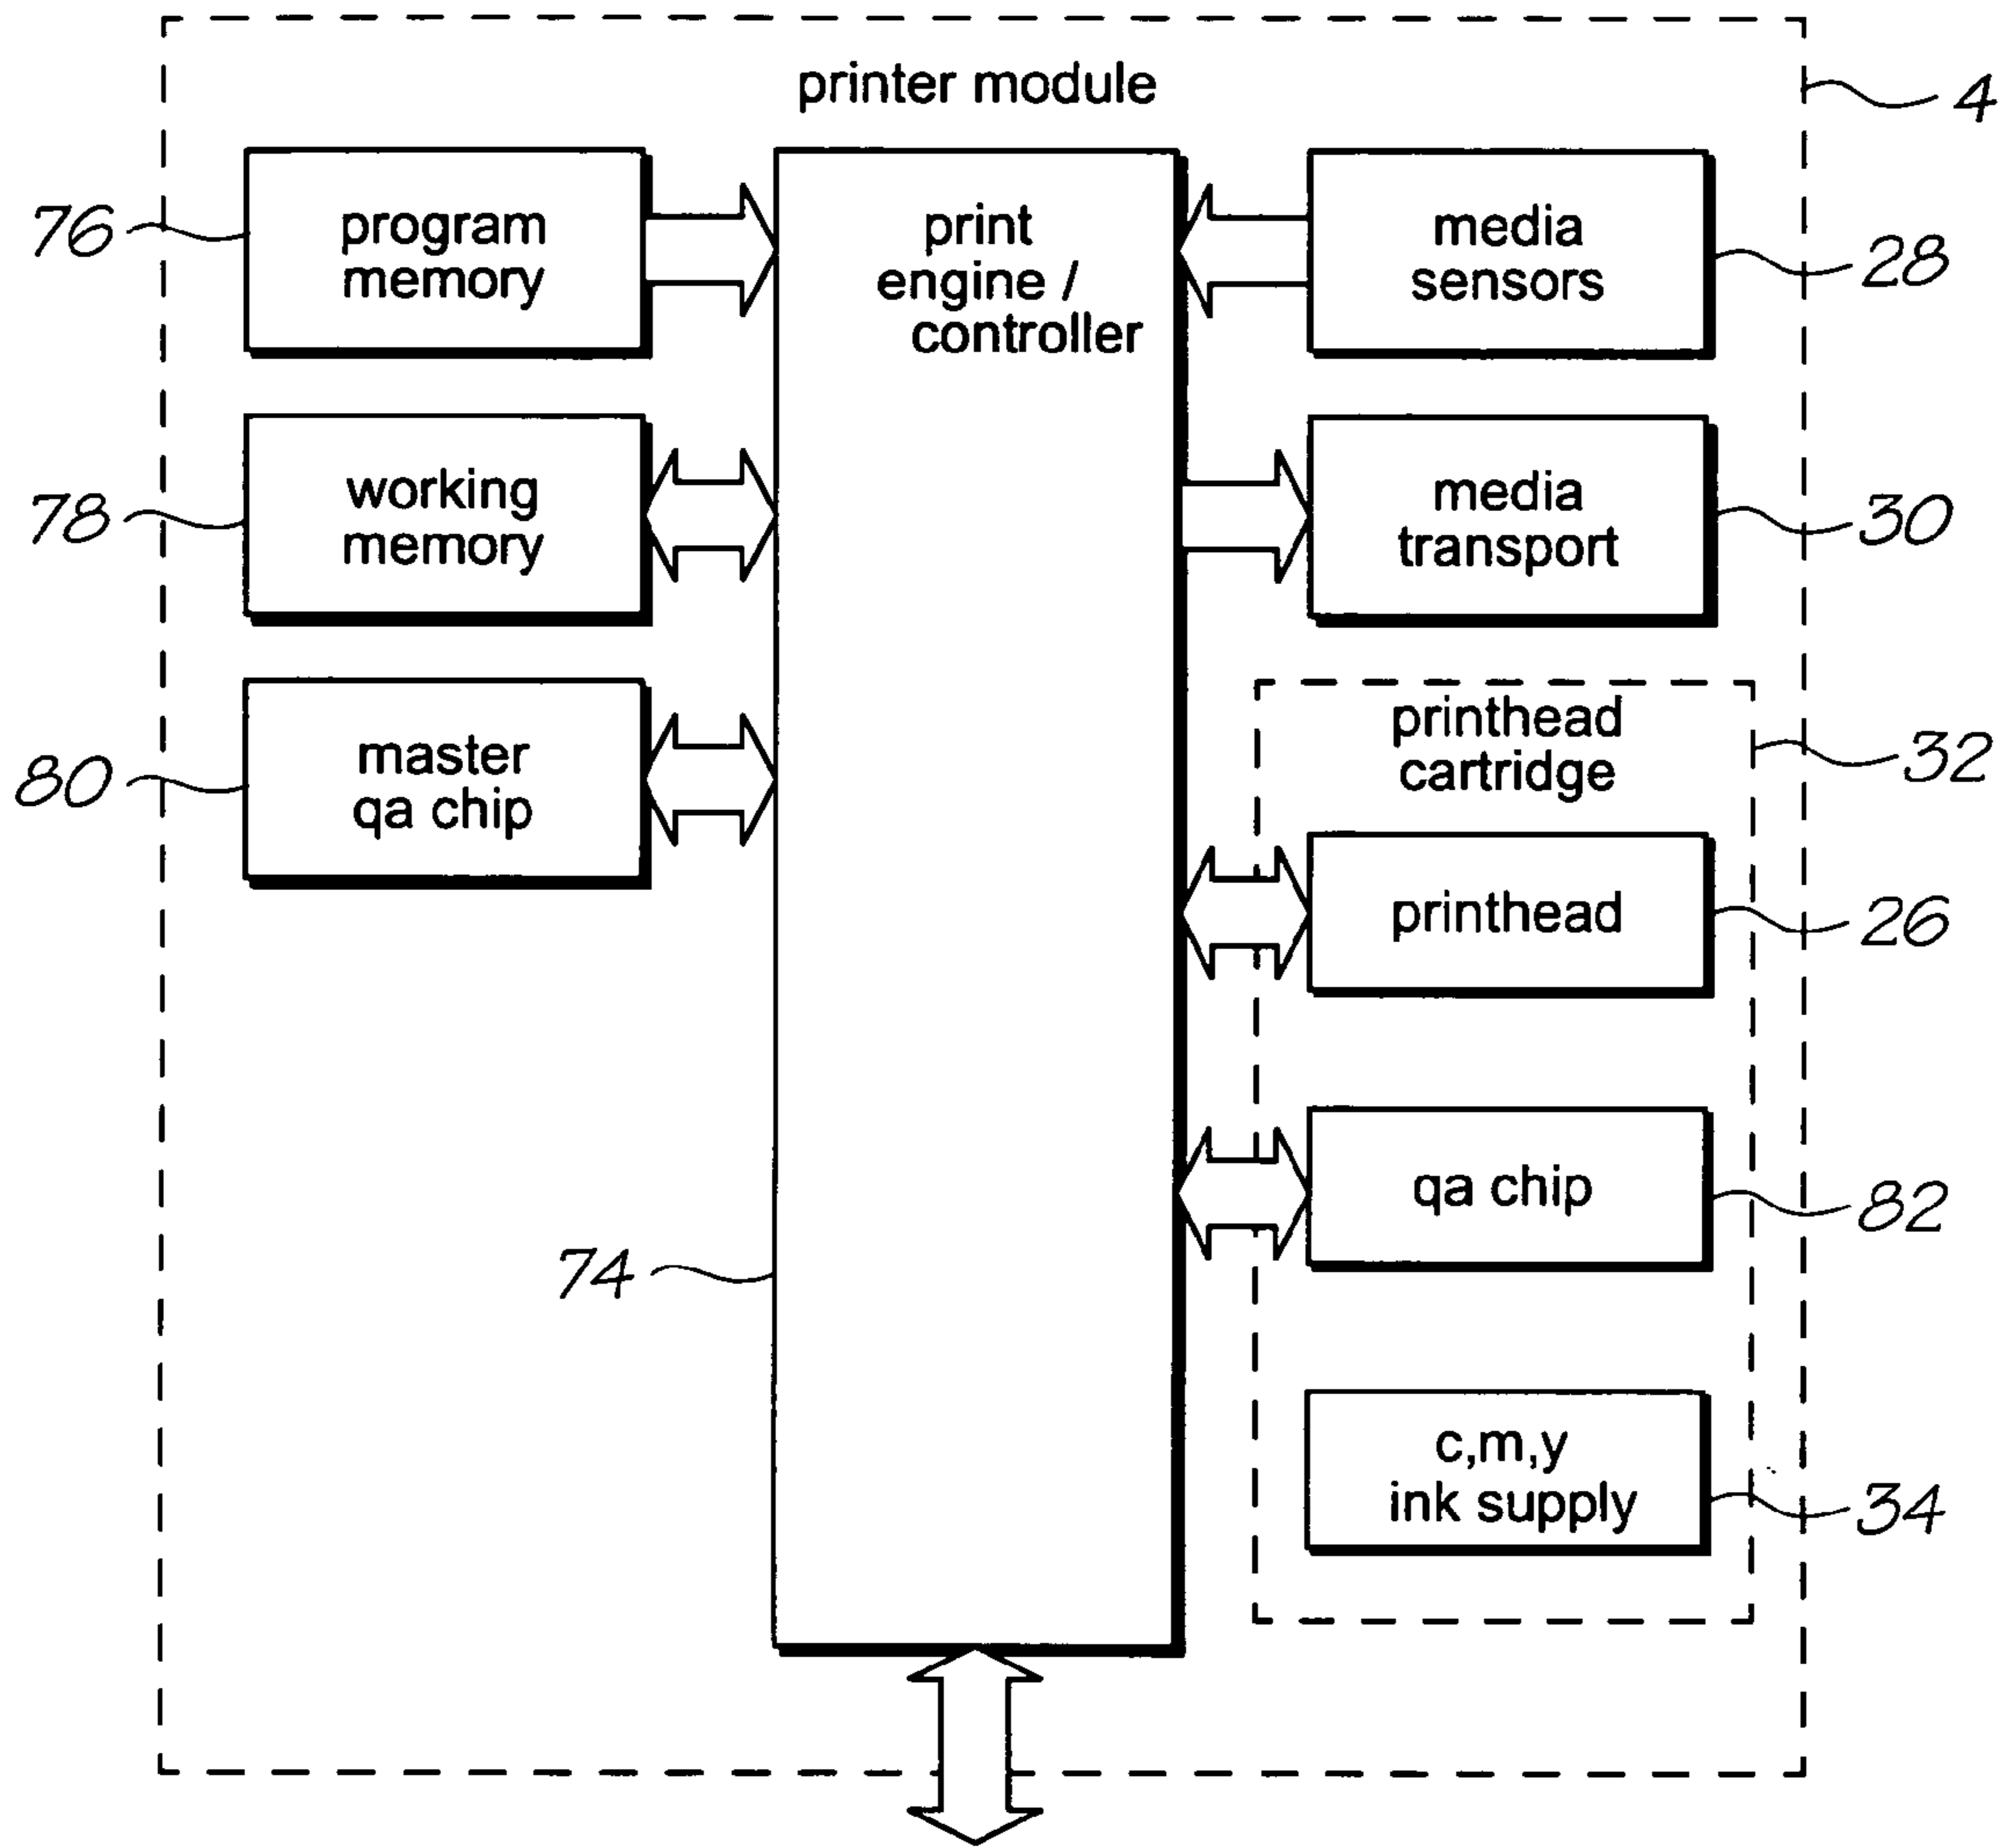 printer module
4
76
program
memory
print
engine /
controller
media
sensors
28
78
working
memory
media
transport
30
80
master
qa chip
printhead
cartridge
32
printhead
26
qa chip
82
74
c,m,y
ink supply
34